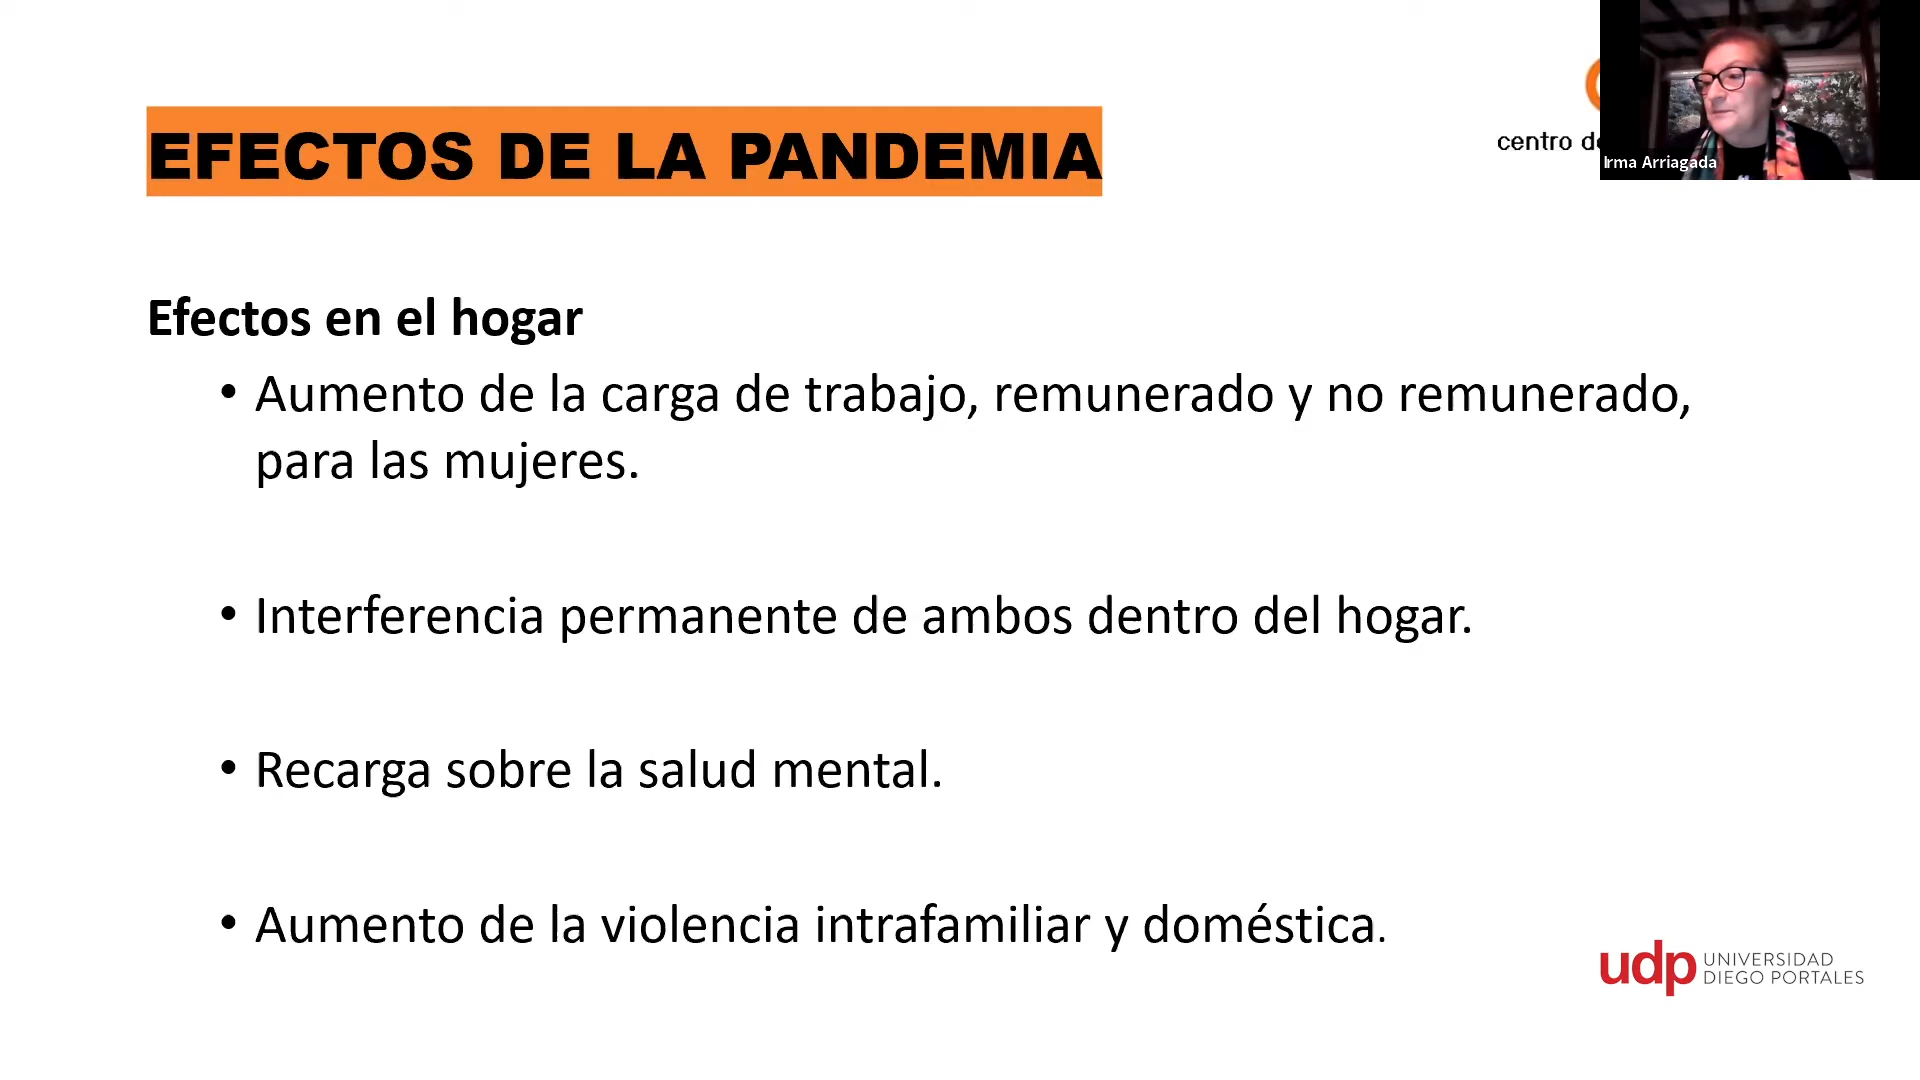 EFECTOS DE LA PANDEMIA
centro de
Irma Arriagada
Efectos en el hogar
• Aumento de la carga de trabajo, remunerado y no remunerado,
para las mujeres.
• Interferencia permanente de ambos dentro del hogar.
• Recarga sobre la salud mental.
• Aumento de la violencia intrafamiliar y doméstica.
udp UNIVERSIDAD
DIEGO PORTALES